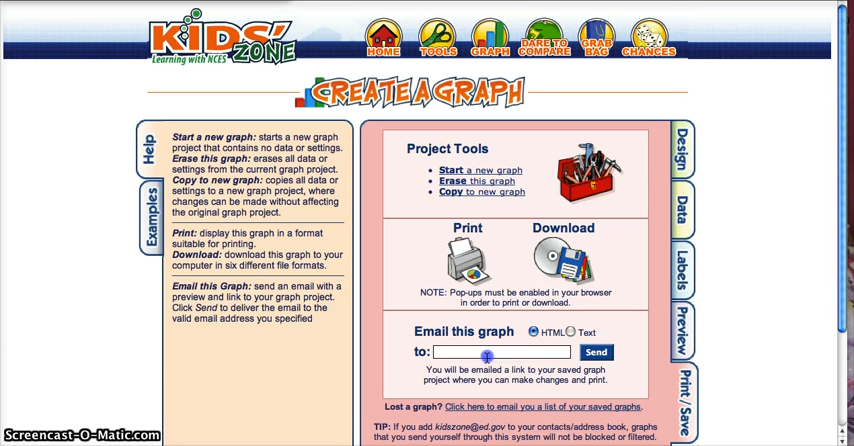 KIDS' ZONE
Learning with NCES
HOME
TOOLS
GRAPH
DARE TO COMPARE
GRAB BAG
CHANCES
CREATE A GRAPH
Help
Examples
Start a new graph: starts a new graph
project that contains no data or settings.
Erase this graph: erases all data or
settings from the current graph project.
Copy to new graph: copies all data or
settings to a new graph project, where
changes can be made without affecting
the original graph project.
Print: display this graph in a format
suitable for printing.
Download: download this graph to your
computer in six different file formats.
Email this Graph: send an email with a
preview and link to your graph project.
Click Send to deliver the email to the
valid email address you specified
Project Tools
• Start a new graph
• Erase this graph
• Copy to new graph
Print
Download
NOTE: Pop-ups must be enabled in your browser
in order to print or download.
Email this graph HTML Text
to: Send
You will be emailed a link to your saved graph
project where you can make changes and print.
Lost a graph? Click here to email you a list of your saved graphs.
TIP: If you add kidszone@ed.gov to your contacts/address book, graphs
that you send yourself through this system will not be blocked or filtered.
Design
Data
Labels
Preview
Print / Save
Screencast-O-Matic.com